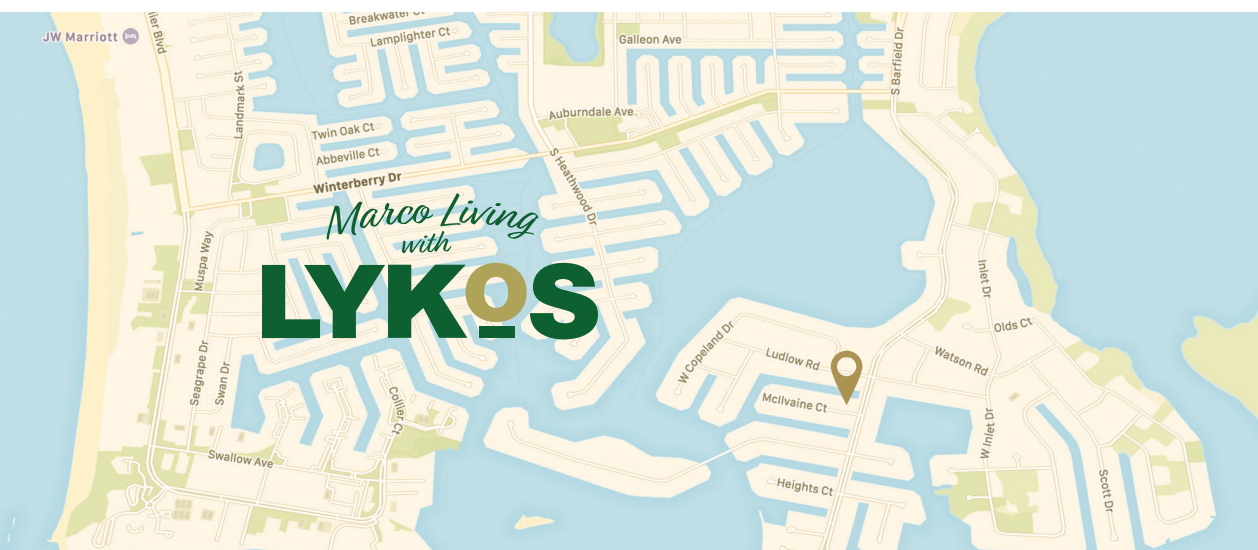 Breakwater Ct
JW Marriott
Lamplighter Ct
Galleon Ave
S Barfield Dr
Landmark St
Auburndale Ave
Twin Oak Ct
Abbeville Ct
Winterberry Dr
S Heathwood Dr
Marco Living
with
LYKOS
Muspa Way
Inlet Dr
Olds Ct
W Copeland Dr
Ludlow Rd
Watson Rd
Seagrape Dr
Swan Dr
McIlvaine Ct
Collier Ct
W Inlet Dr
Swallow Ave
Heights Ct
Scott Dr